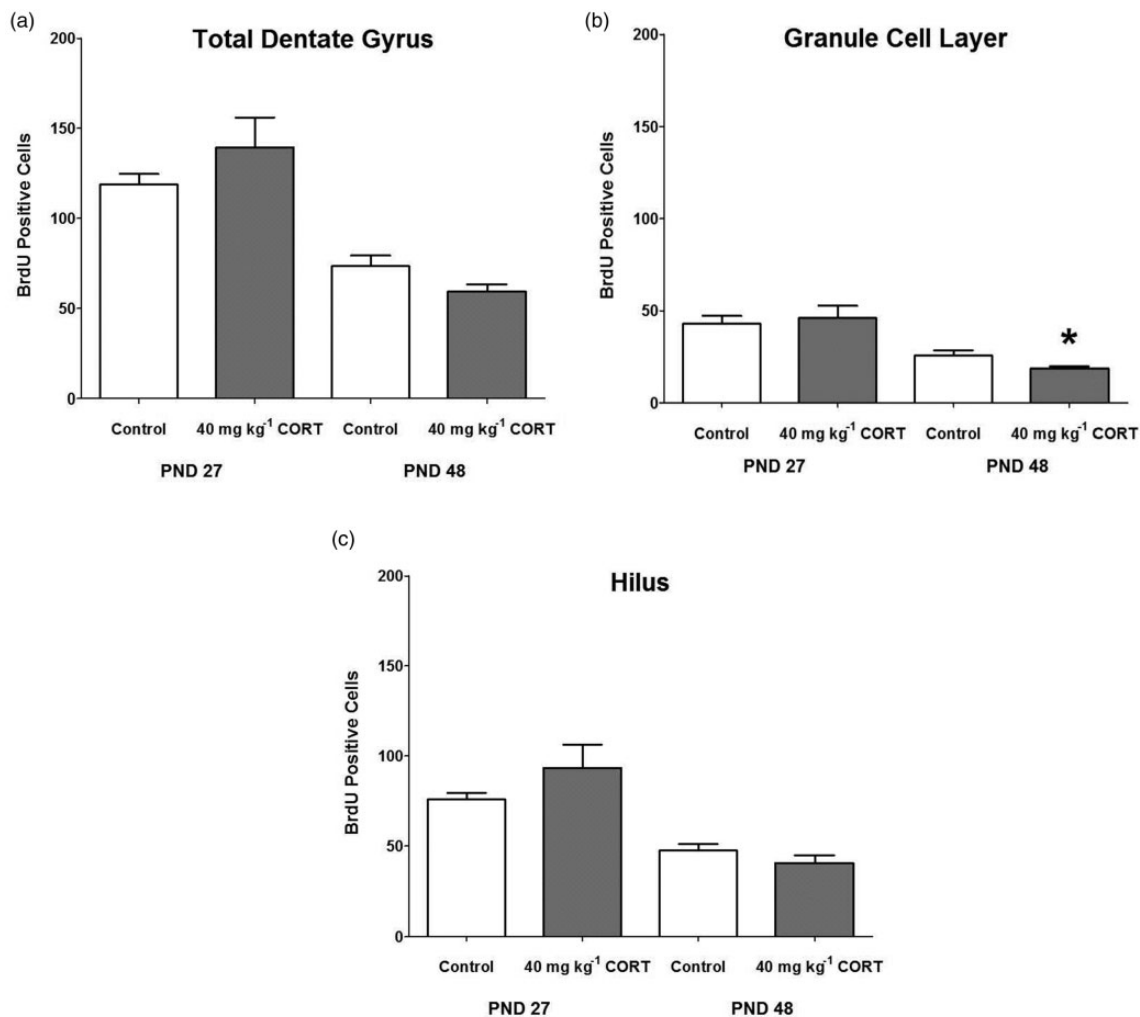 (a)
Total Dentate Gyrus
200
150
100
50
0
BrdU Positive Cells
Control 40 mg kg⁻¹ CORT Control 40 mg kg⁻¹ CORT
PND 27 PND 48
(b)
Granule Cell Layer
200
150
100
50
0
BrdU Positive Cells
*
Control 40 mg kg⁻¹ CORT Control 40 mg kg⁻¹ CORT
PND 27 PND 48
(c)
Hilus
200
150
100
50
0
BrdU Positive Cells
Control 40 mg kg⁻¹ CORT Control 40 mg kg⁻¹ CORT
PND 27 PND 48